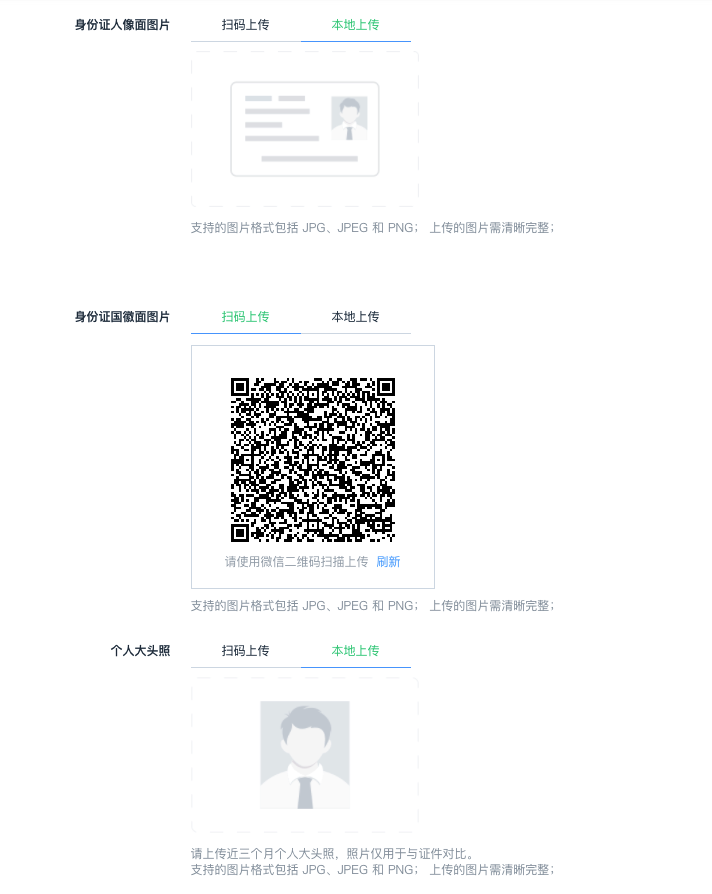 身份证人像面图片 扫码上传 本地上传
支持的图片格式包括 JPG、JPEG 和 PNG； 上传的图片需清晰完整；
身份证国徽面图片 扫码上传 本地上传
请使用微信二维码扫描上传 刷新
支持的图片格式包括 JPG、JPEG 和 PNG； 上传的图片需清晰完整；
个人大头照 扫码上传 本地上传
请上传近三个月个人大头照，照片仅用于与证件对比。
支持的图片格式包括 JPG、JPEG 和 PNG； 上传的图片需清晰完整；